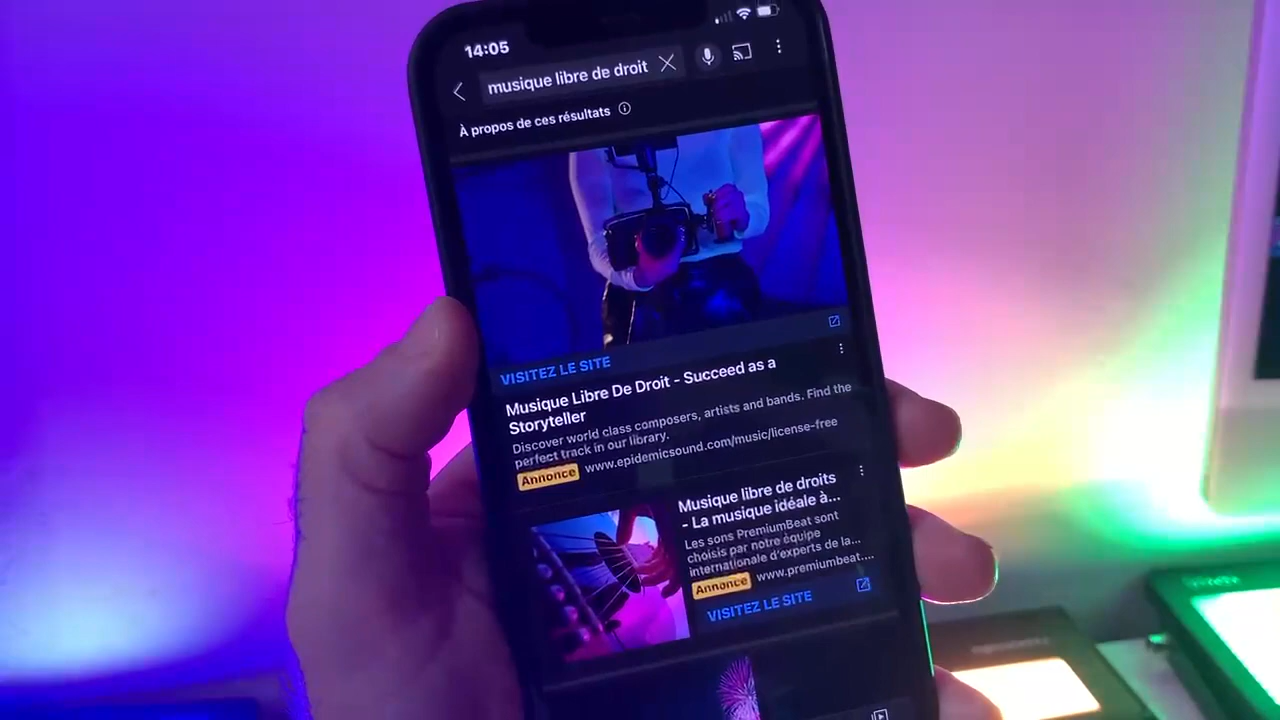 14:05
musique libre de droit
À propos de ces résultats
VISITEZ LE SITE
Musique Libre De Droit - Succeed as a
Storyteller
Discover world class composers, artists and bands. Find the
perfect track in our library.
Annonce www.epidemicsound.com/music/license-free
Musique libre de droits
- La musique idéale à...
Les sons PremiumBeat sont
choisis par notre équipe
internationale d'experts de la...
Annonce www.premiumbeat....
VISITEZ LE SITE